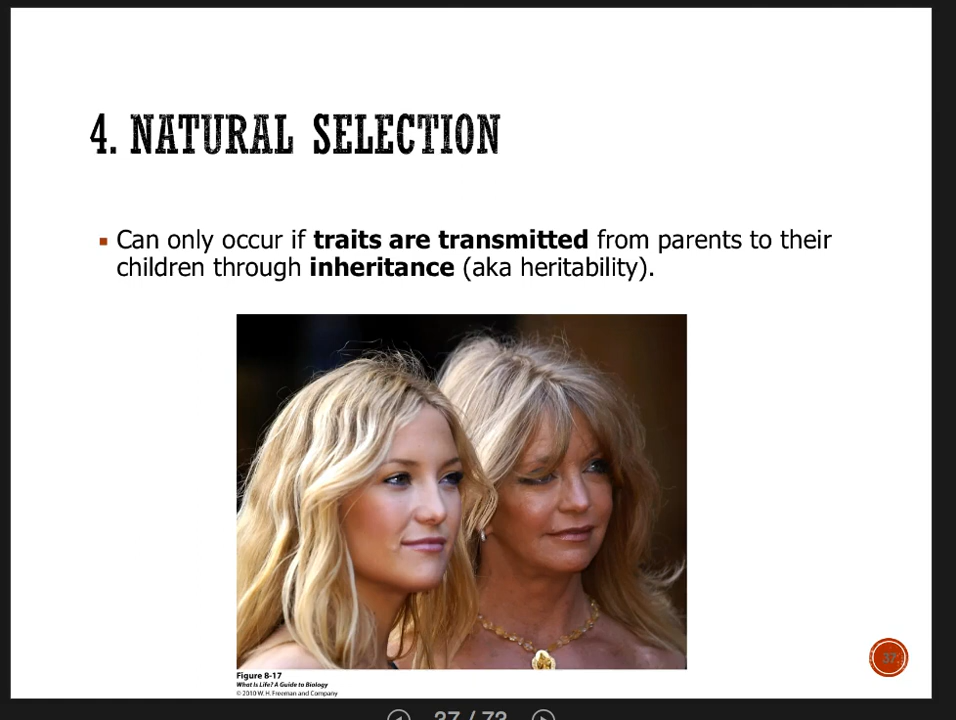 4. NATURAL SELECTION
Can only occur if traits are transmitted from parents to their
children through inheritance (aka heritability).
Figure 8-17
What Is Life? A Guide to Biology
© 2010 W. H. Freeman and Company
37
37 / 73